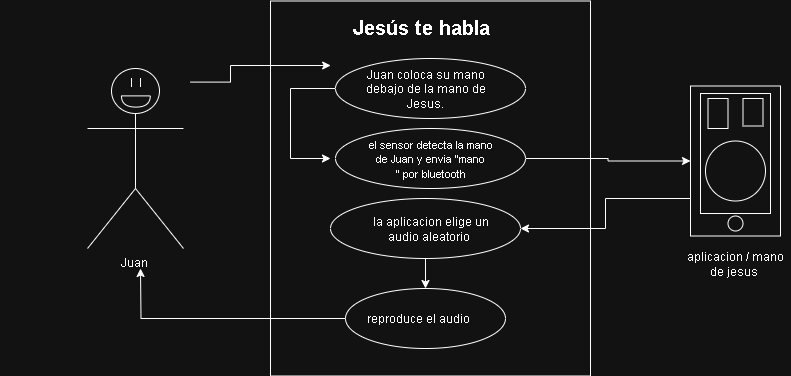 Jesús te habla
Juan coloca su mano
debajo de la mano de
Jesus.
el sensor detecta la mano
de Juan y envia "mano
" por bluetooth
la aplicacion elige un
audio aleatorio
reproduce el audio
Juan
aplicacion / mano
de jesus